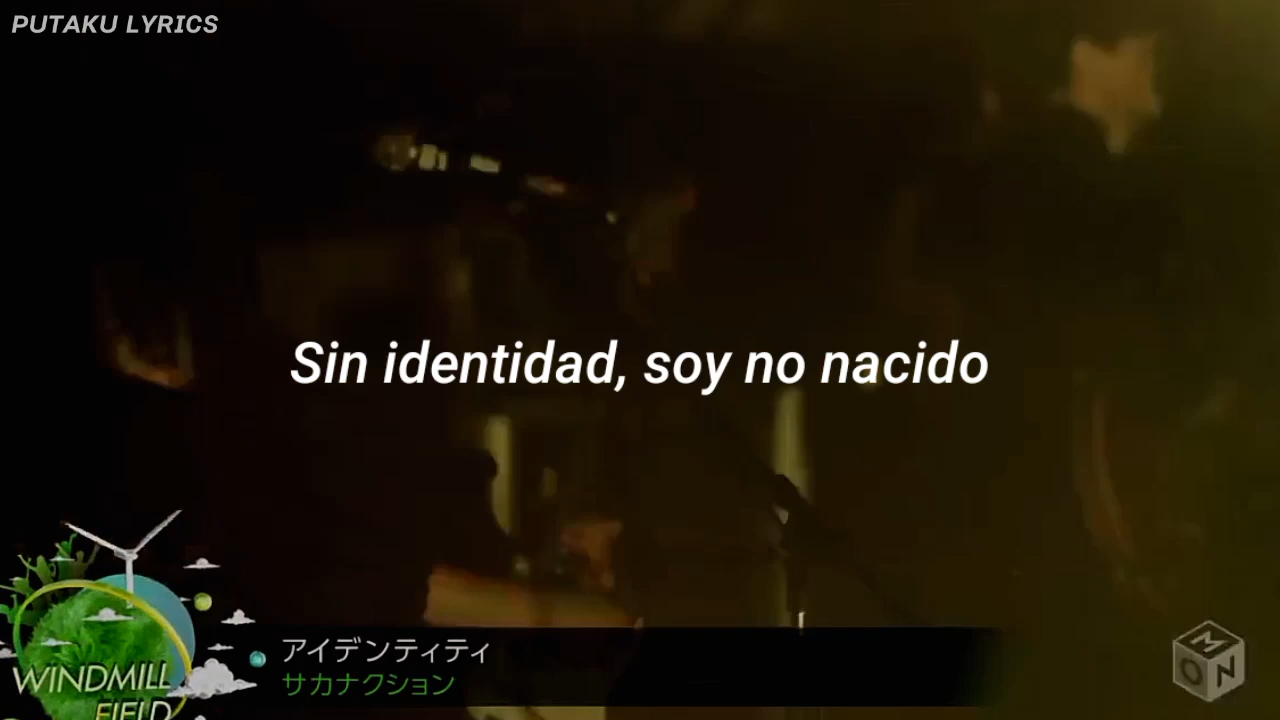 PUTAKU LYRICS
Sin identidad, soy no nacido
WINDMILL
FIELD
アイデンティティ
サカナクション
M
O N